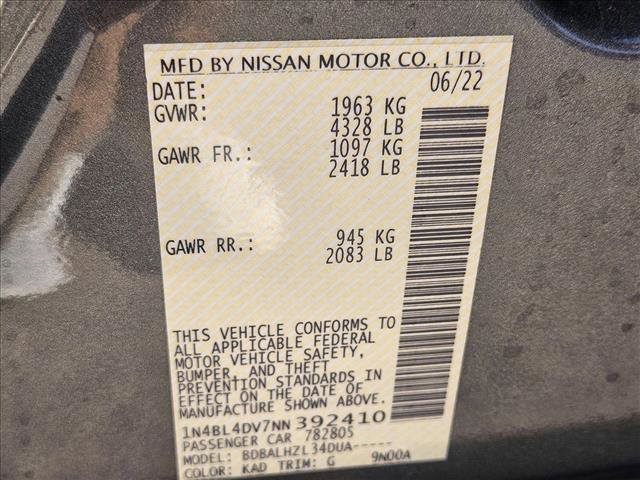 MFD BY NISSAN MOTOR CO., LTD.
DATE: 06/22
GVWR: 1963 KG
4328 LB
GAWR FR.: 1097 KG
2418 LB
GAWR RR.: 945 KG
2083 LB
THIS VEHICLE CONFORMS TO
ALL APPLICABLE FEDERAL
MOTOR VEHICLE SAFETY,
BUMPER, AND THEFT
PREVENTION STANDARDS IN
EFFECT ON THE DATE OF
MANUFACTURE SHOWN ABOVE.
1N4BL4DV7NN392410
PASSENGER CAR 782805
MODEL: BDBALHZL34DUA-----
COLOR: KAD TRIM: G 9N00A